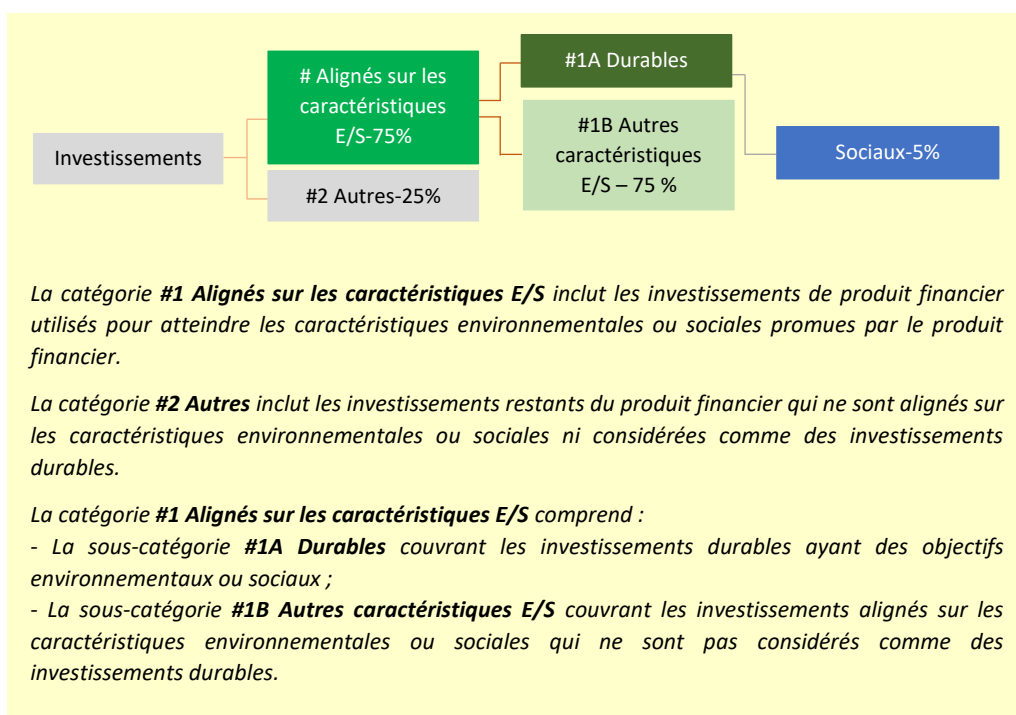 # Alignés sur les
caractéristiques
E/S-75%
#1A Durables
#1B Autres
caractéristiques
E/S – 75 %
Investissements
Sociaux-5%
#2 Autres-25%
La catégorie #1 Alignés sur les caractéristiques E/S inclut les investissements de produit financier
utilisés pour atteindre les caractéristiques environnementales ou sociales promues par le produit
financier.
La catégorie #2 Autres inclut les investissements restants du produit financier qui ne sont alignés sur
les caractéristiques environnementales ou sociales ni considérées comme des investissements
durables.
La catégorie #1 Alignés sur les caractéristiques E/S comprend :
- La sous-catégorie #1A Durables couvrant les investissements durables ayant des objectifs
environnementaux ou sociaux ;
- La sous-catégorie #1B Autres caractéristiques E/S couvrant les investissements alignés sur les
caractéristiques environnementales ou sociales qui ne sont pas considérés comme des
investissements durables.